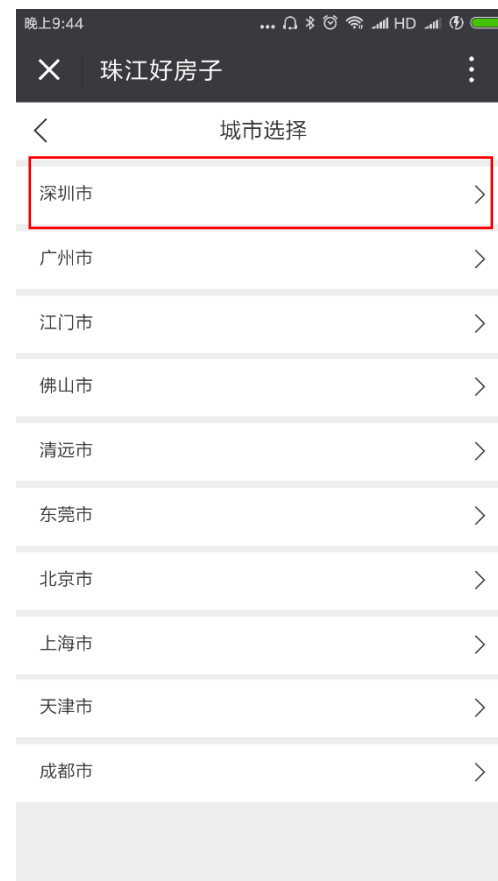 晚上9:44 ... HD
珠江好房子
城市选择
深圳市
广州市
江门市
佛山市
清远市
东莞市
北京市
上海市
天津市
成都市